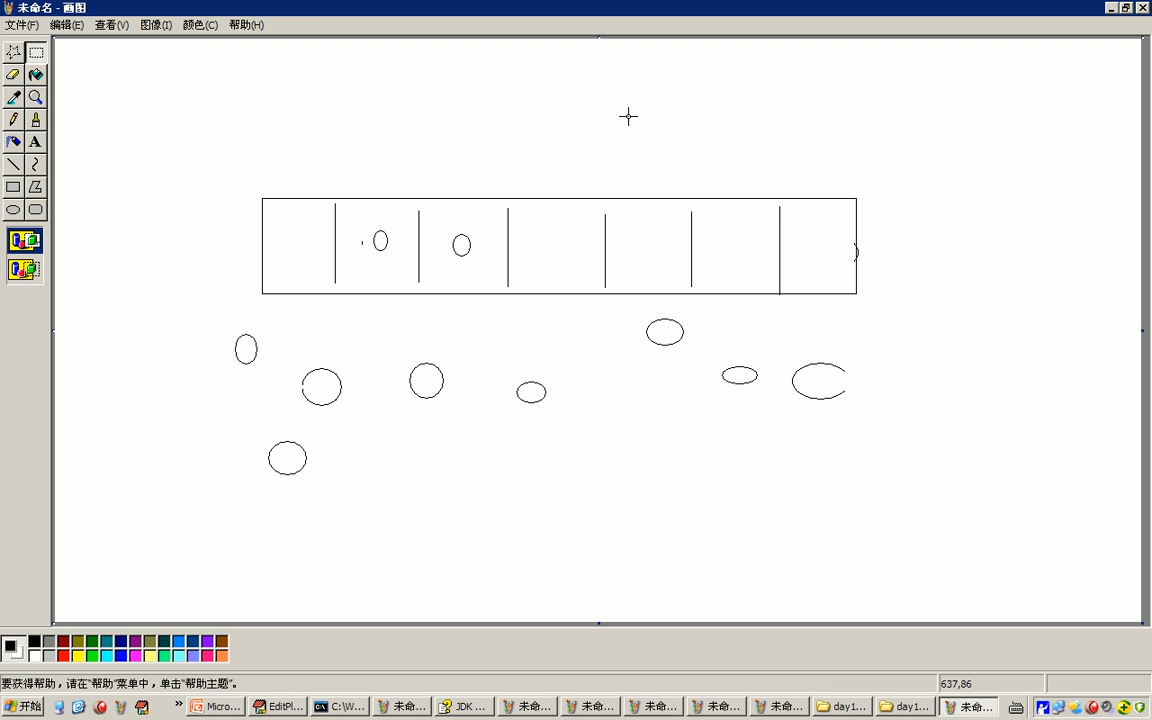 未命名 - 画图
文件(F) 编辑(E) 查看(V) 图像(I) 颜色(C) 帮助(H)
A
要获得帮助，请在“帮助”菜单中，单击“帮助主题”。
637,86
开始 » Micro... EditPl... C:\W... 未命... JDK ... 未命... 未命... 未命... 未命... 未命... day1... day1... 未命...